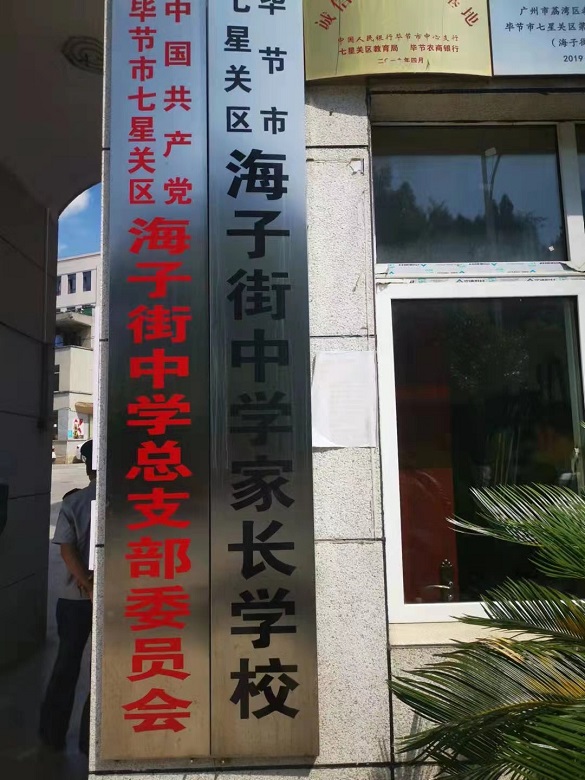 中国共产党
毕节市七星关区
海子街中学总支部委员会
毕节市
七星关区
海子街中学家长学校
中国人民银行毕节市中心支行
七星关区教育局 毕节农商银行
广州市荔湾区
毕节市七星关区
(海子街
2019